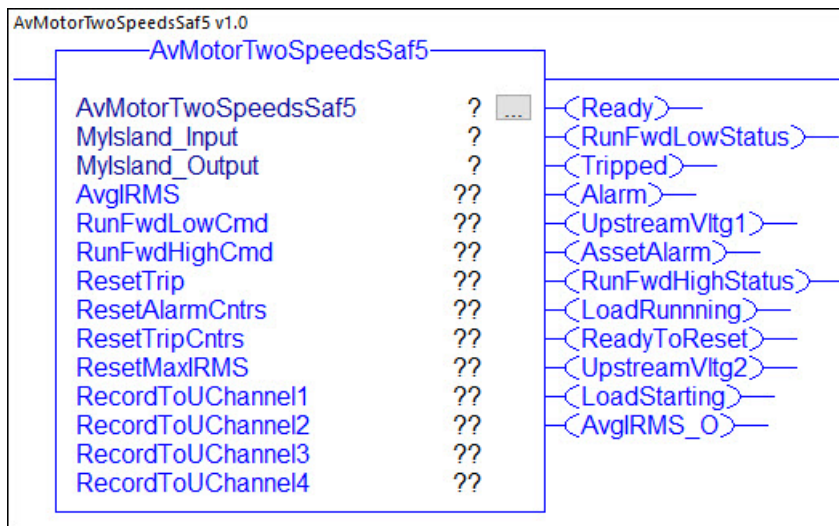 AvMotorTwoSpeedsSaf5 v1.0
AvMotorTwoSpeedsSaf5
AvMotorTwoSpeedsSaf5 ? ... Ready
MyIsland_Input ? RunFwdLowStatus
MyIsland_Output ? Tripped
AvgIRMS ?? Alarm
RunFwdLowCmd ?? UpstreamVltg1
RunFwdHighCmd ?? AssetAlarm
ResetTrip ?? RunFwdHighStatus
ResetAlarmCntrs ?? LoadRunnning
ResetTripCntrs ?? ReadyToReset
ResetMaxIRMS ?? UpstreamVltg2
RecordToUChannel1 ?? LoadStarting
RecordToUChannel2 ?? AvgIRMS_O
RecordToUChannel3 ??
RecordToUChannel4 ??